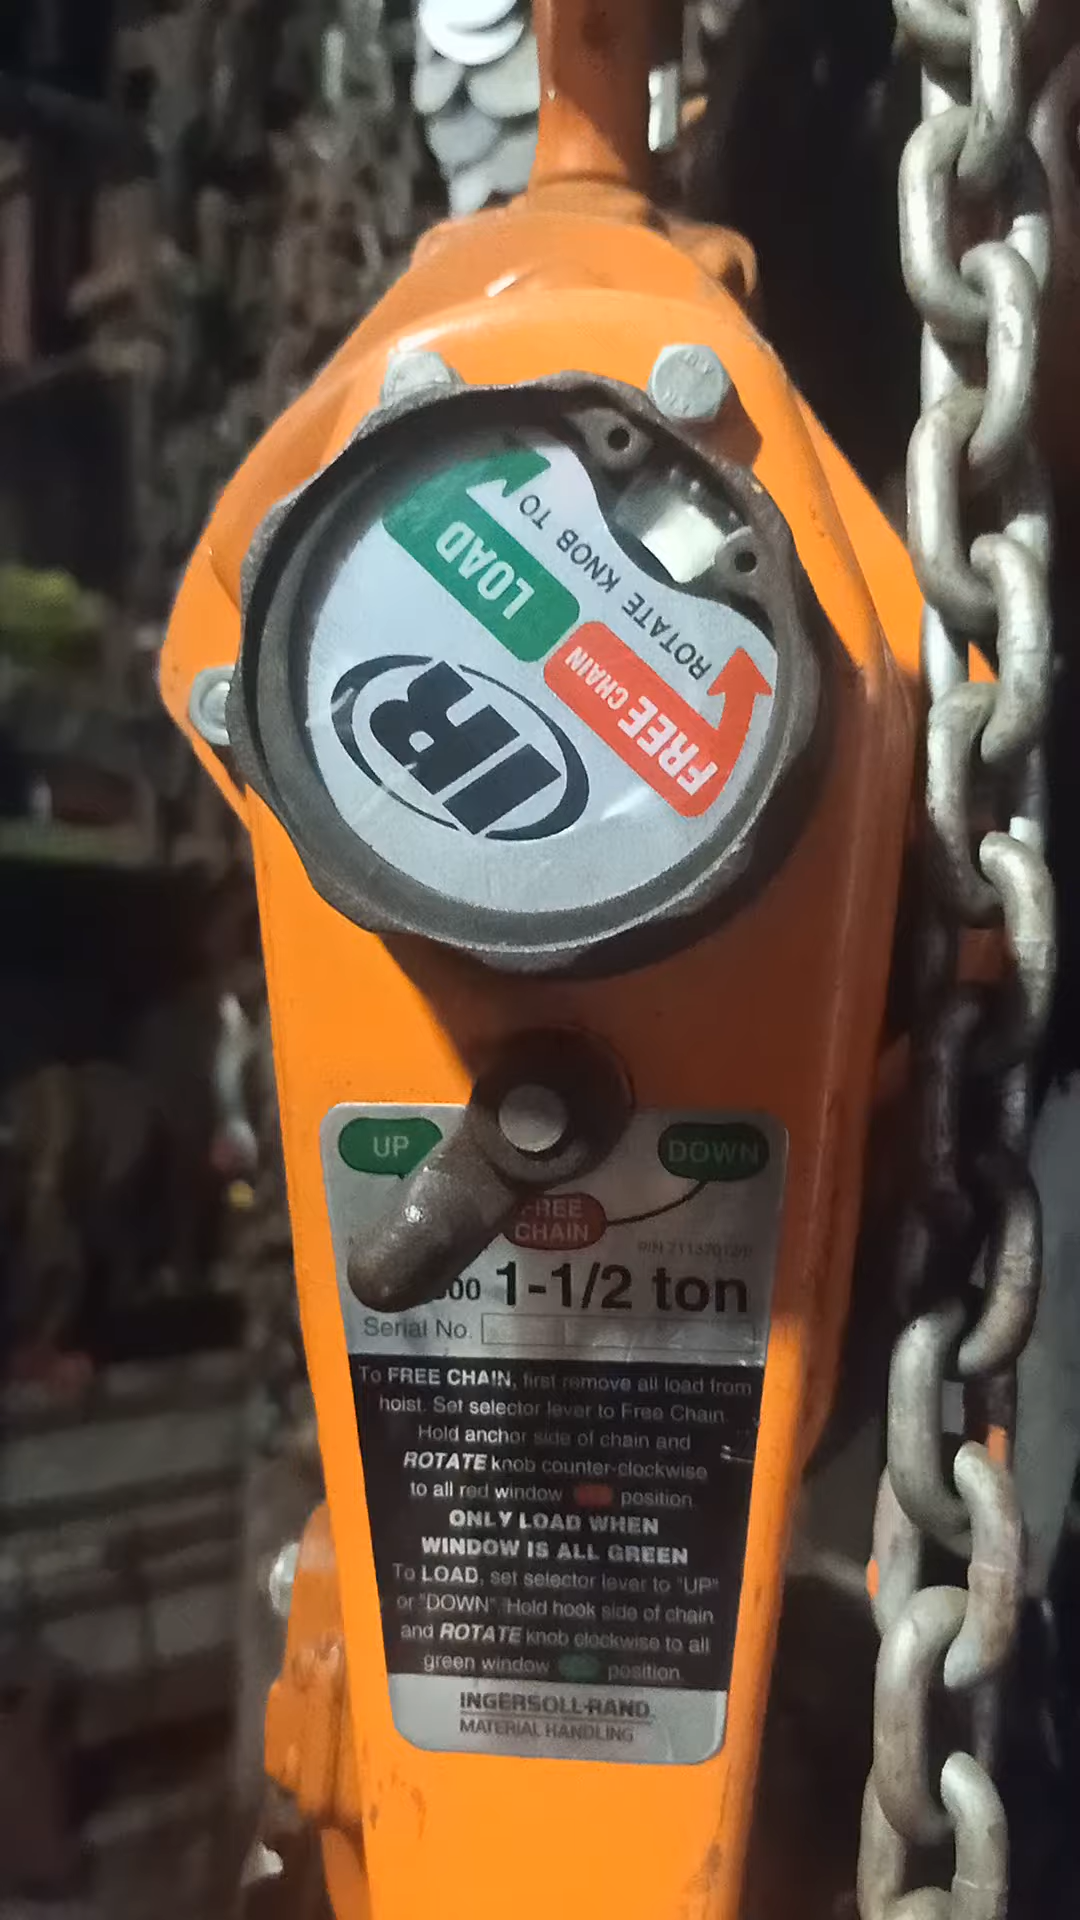 ROTATE KNOB TO
LOAD
FREE CHAIN
IR
UP
DOWN
FREE
CHAIN
1-1/2 ton
Serial No.
To FREE CHAIN, first remove all load from
hoist. Set selector lever to Free Chain.
Hold anchor side of chain and
ROTATE knob counter-clockwise
to all red window position.
ONLY LOAD WHEN
WINDOW IS ALL GREEN
To LOAD, set selector lever to "UP"
or "DOWN". Hold hook side of chain
and ROTATE knob clockwise to all
green window position.
INGERSOLL-RAND
MATERIAL HANDLING